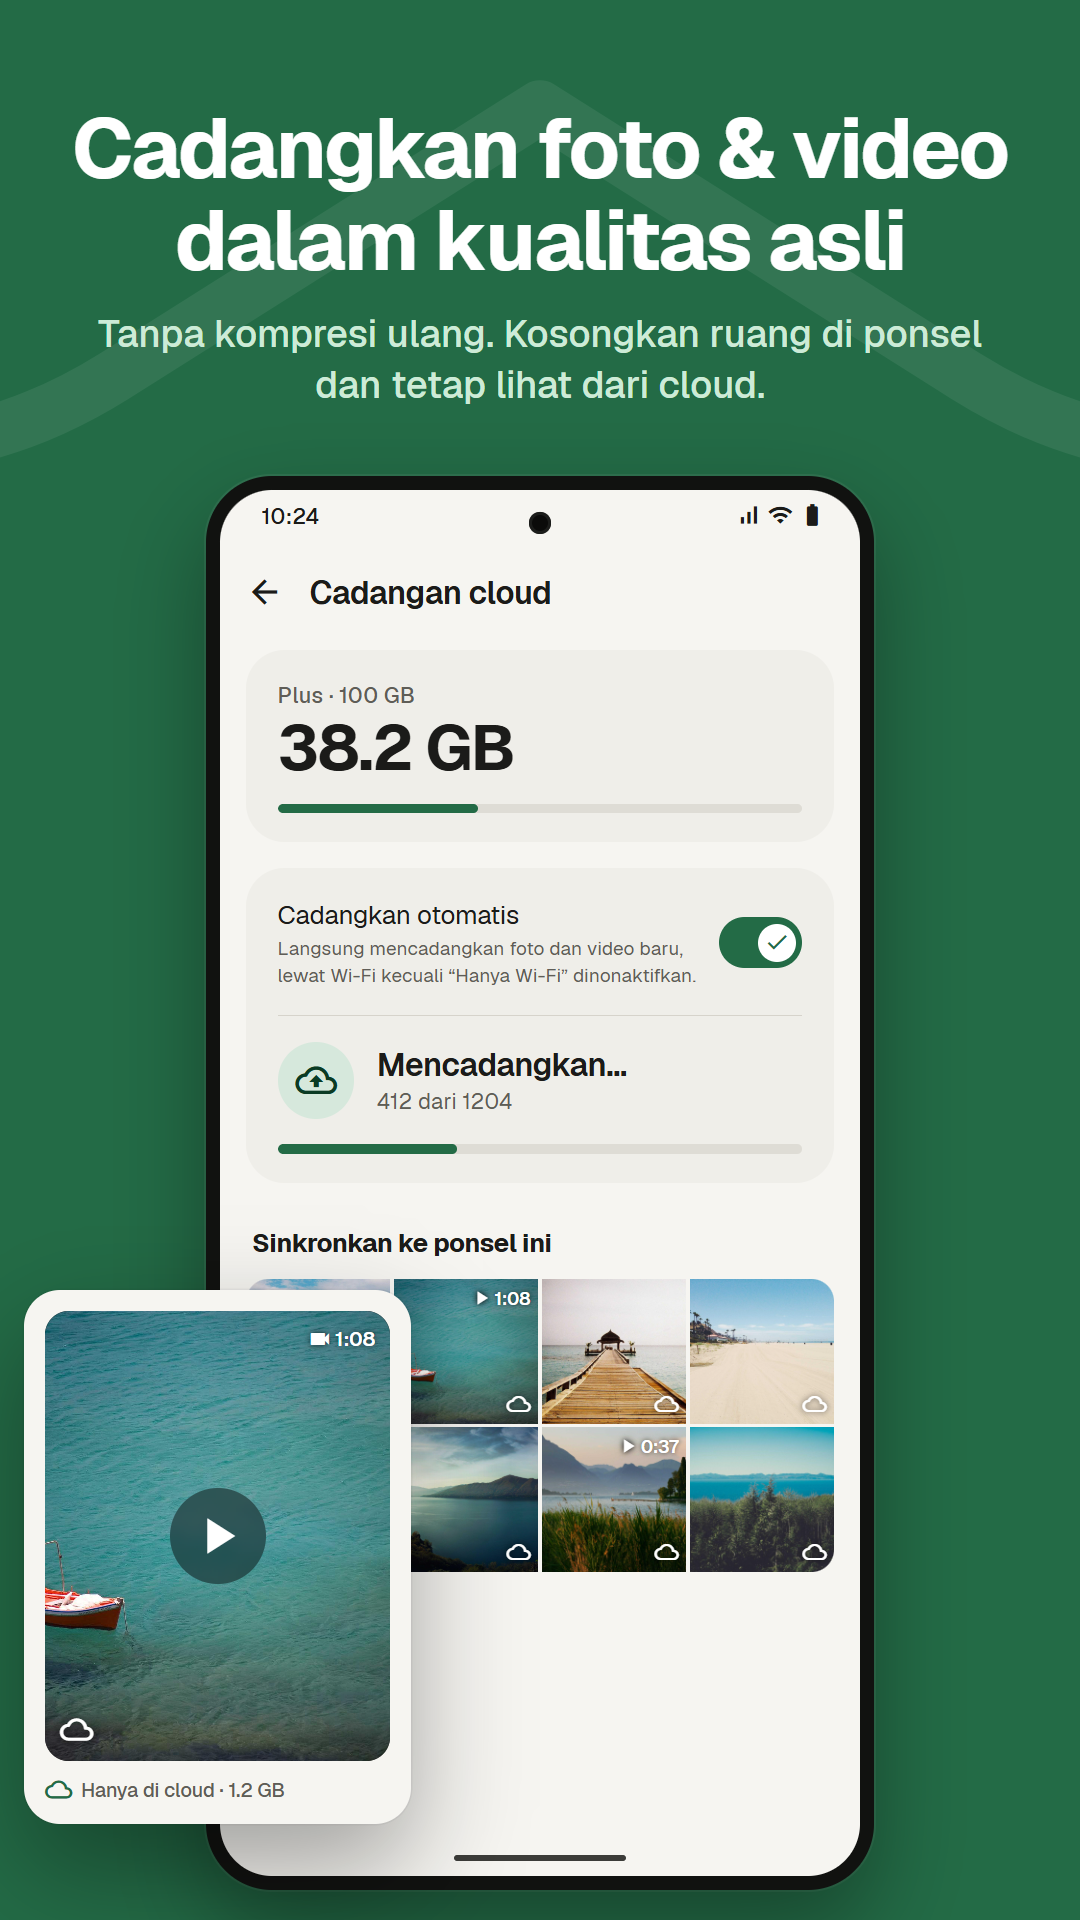 Cadangkan foto & video
dalam kualitas asli
Tanpa kompresi ulang. Kosongkan ruang di ponsel
dan tetap lihat dari cloud.
10:24
Cadangan cloud
Plus · 100 GB
38.2 GB
Cadangkan otomatis
Langsung mencadangkan foto dan video baru,
lewat Wi-Fi kecuali “Hanya Wi-Fi” dinonaktifkan.
Mencadangkan...
412 dari 1204
Sinkronkan ke ponsel ini
1:08
1:08
0:37
Hanya di cloud · 1.2 GB